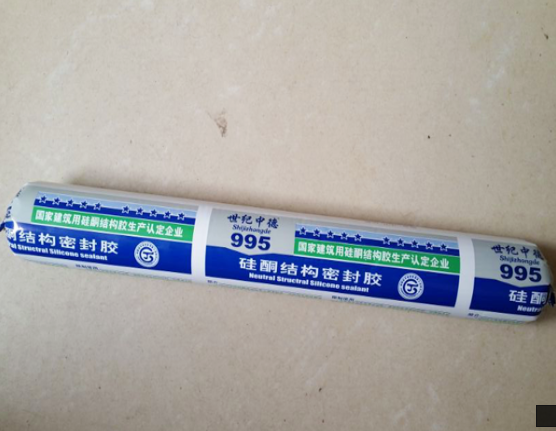 国家建筑用硅酮结构胶生产认定企业
结构密封胶
al Structral Silicone sealant
世纪中德
Shijizhongde
995
国家建筑用硅酮结构胶生产认定企业
硅酮结构密封胶
Neutral Structral Silicone sealant
世纪中德
Shijizhongde
995
硅酮
Neutral